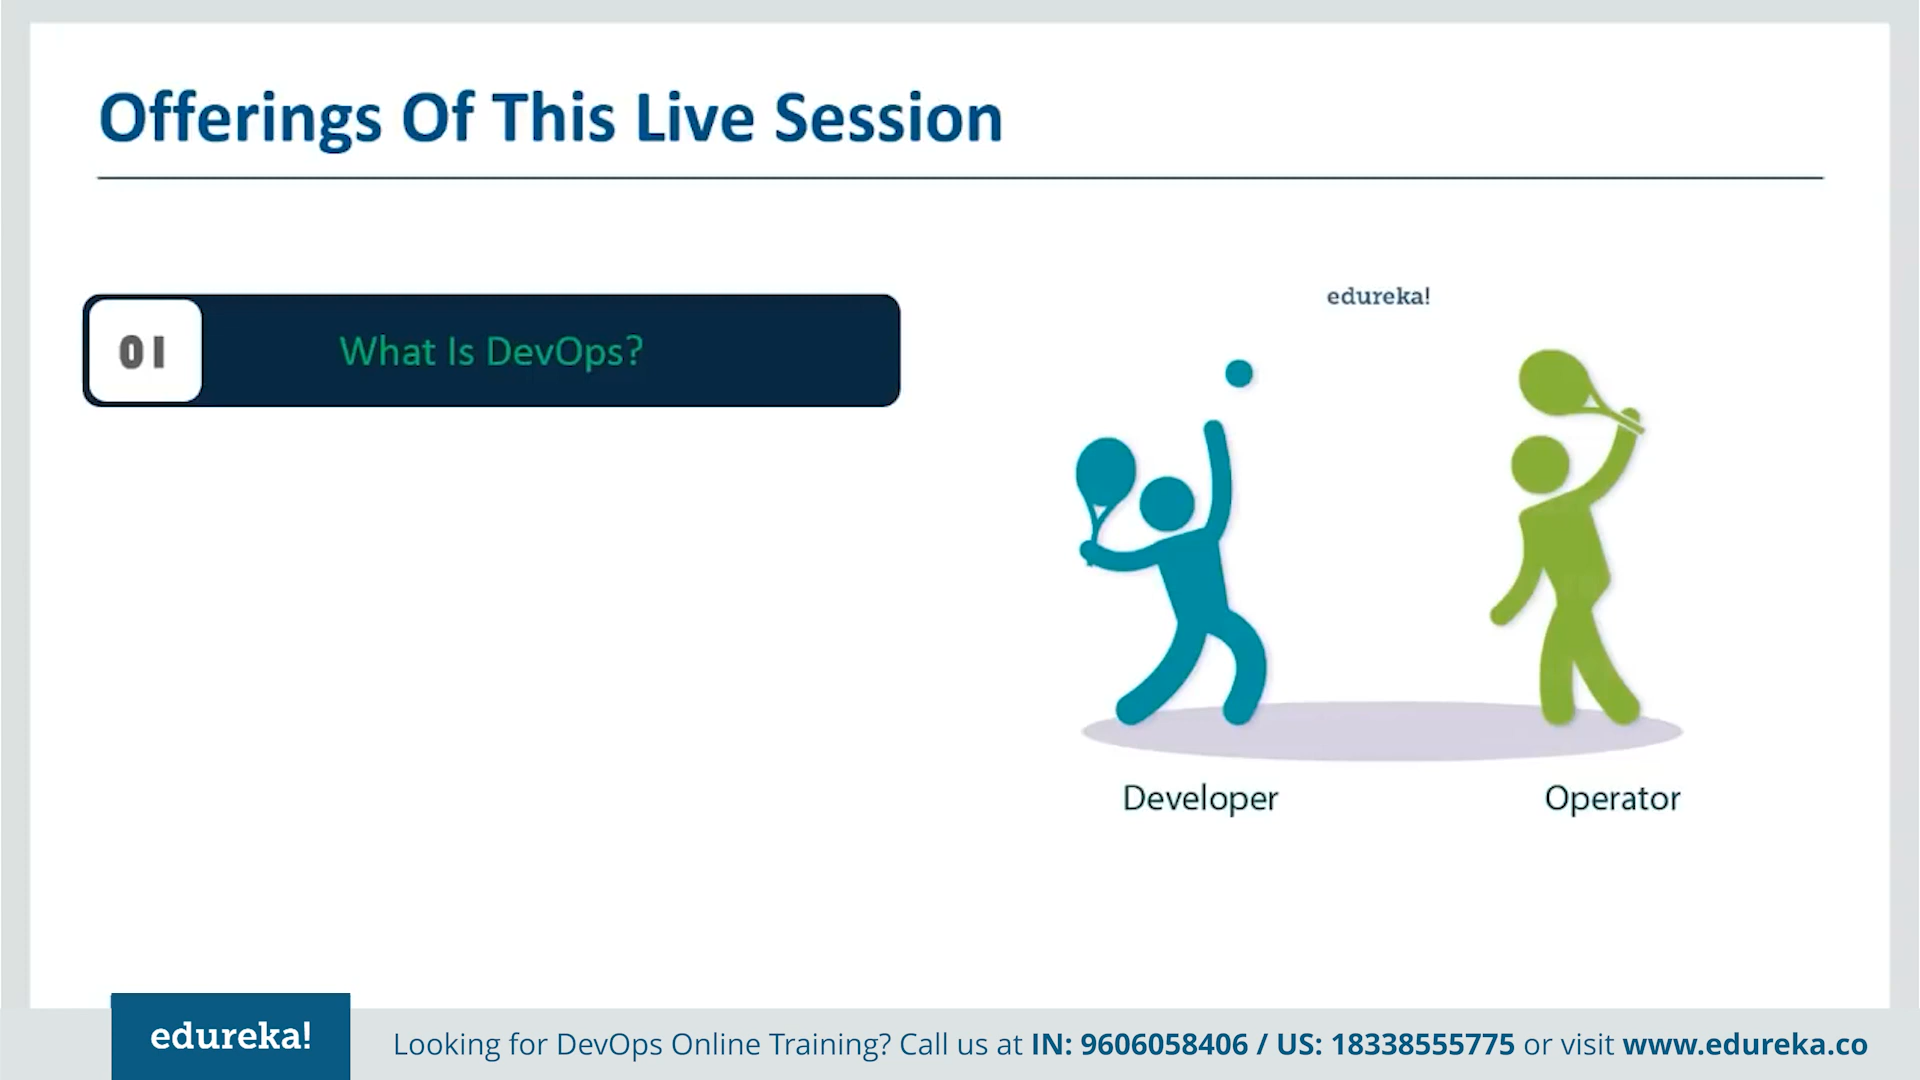 Offerings Of This Live Session
01
What Is DevOps?
edureka!
Developer
Operator
edureka!
Looking for DevOps Online Training? Call us at IN: 9606058406 / US: 18338555775 or visit www.edureka.co